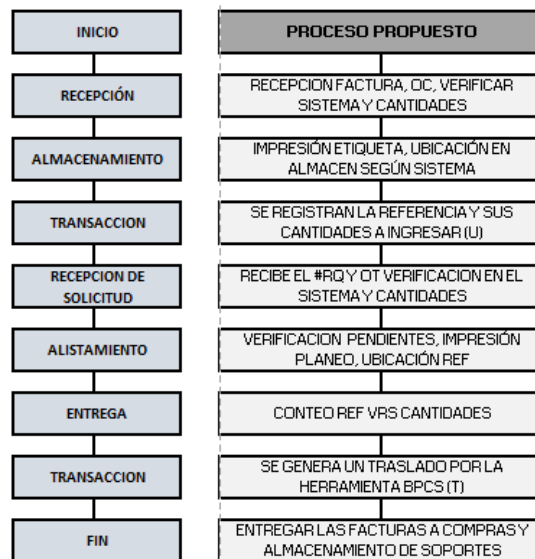 INICIO
PROCESO PROPUESTO
RECEPCIÓN
RECEPCION FACTURA, OC, VERIFICAR
SISTEMA Y CANTIDADES
ALMACENAMIENTO
IMPRESIÓN ETIQUETA, UBICACIÓN EN
ALMACEN SEGÚN SISTEMA
TRANSACCION
SE REGISTRAN LA REFERENCIA Y SUS
CANTIDADES A INGRESAR (U)
RECEPCION DE
SOLICITUD
RECIBE EL #RQ Y OT VERIFICACION EN EL
SISTEMA Y CANTIDADES
ALISTAMIENTO
VERIFICACION PENDIENTES, IMPRESIÓN
PLANEO, UBICACIÓN REF
ENTREGA
CONTEO REF VRS CANTIDADES
TRANSACCION
SE GENERA UN TRASLADO POR LA
HERRAMIENTA BPCS (T)
FIN
ENTREGAR LAS FACTURAS A COMPRAS Y
ALMACENAMIENTO DE SOPORTES